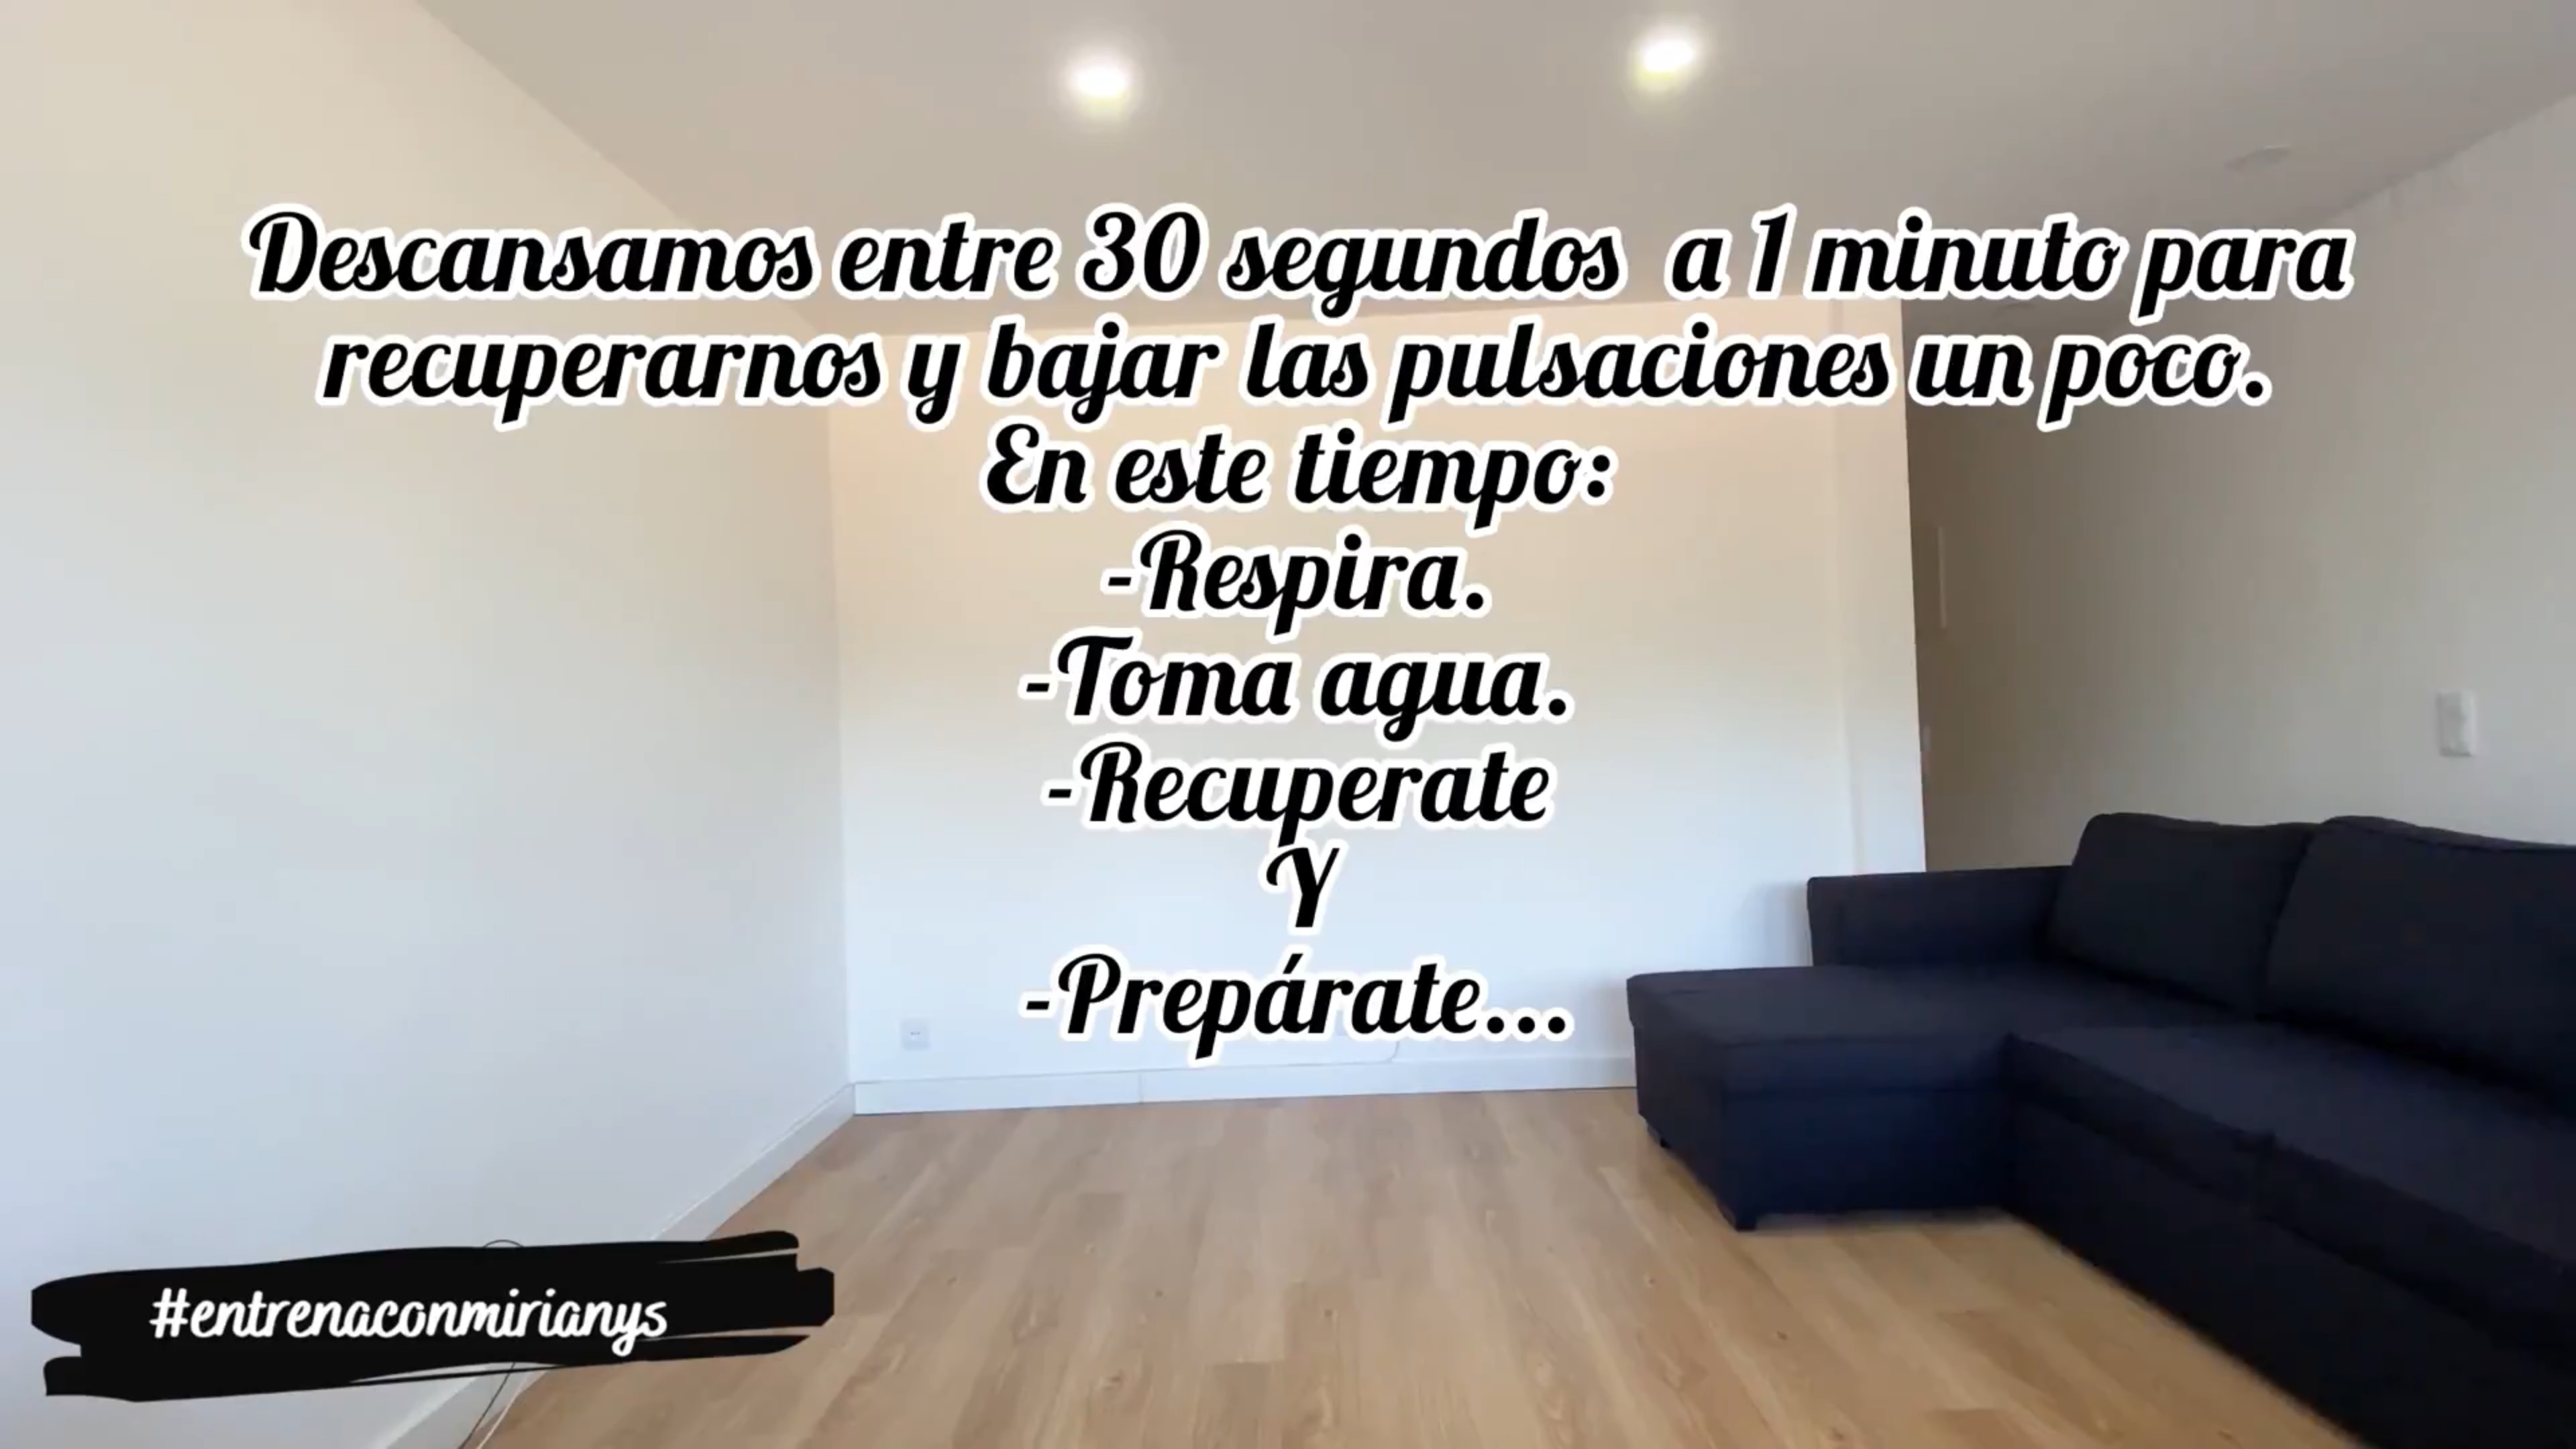 Descansamos entre 30 segundos a 1 minuto para
recuperarnos y bajar las pulsaciones un poco.
En este tiempo:
-Respira.
-Toma agua.
-Recuperate
Y
-Prepárate...
#entrenaconmirianys